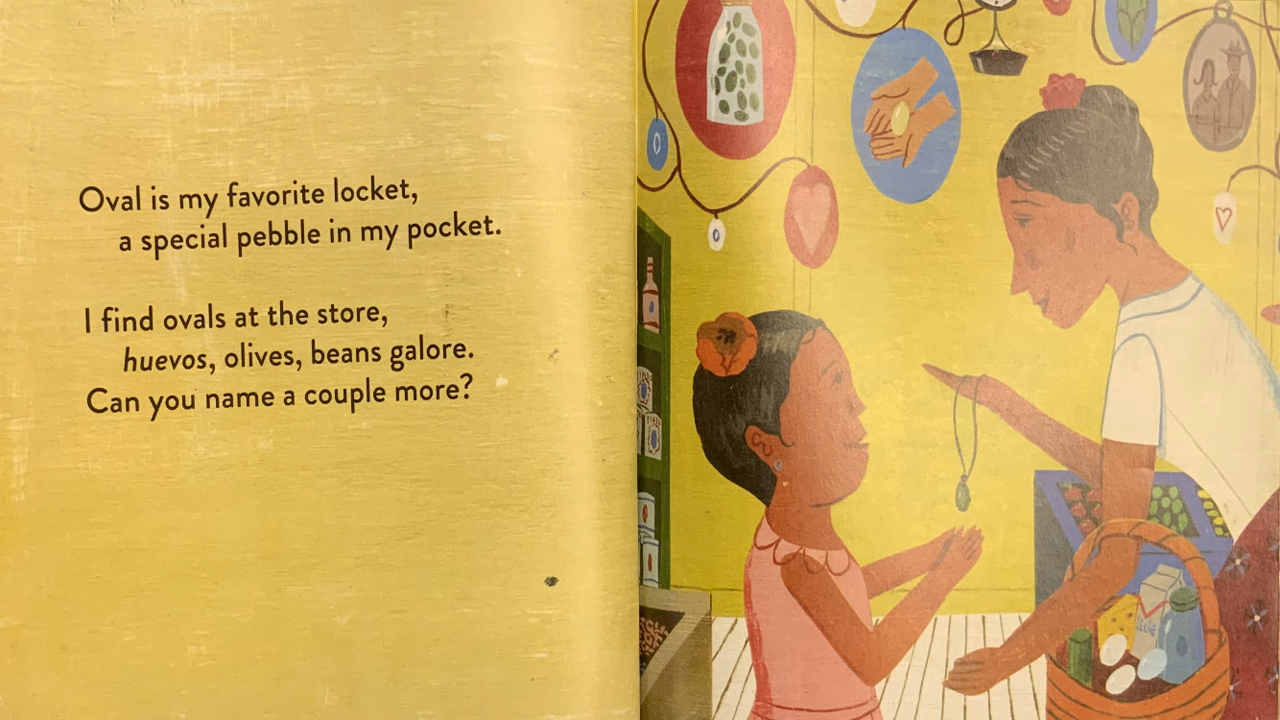 Oval is my favorite locket,
a special pebble in my pocket.
I find ovals at the store,
huevos, olives, beans galore.
Can you name a couple more?